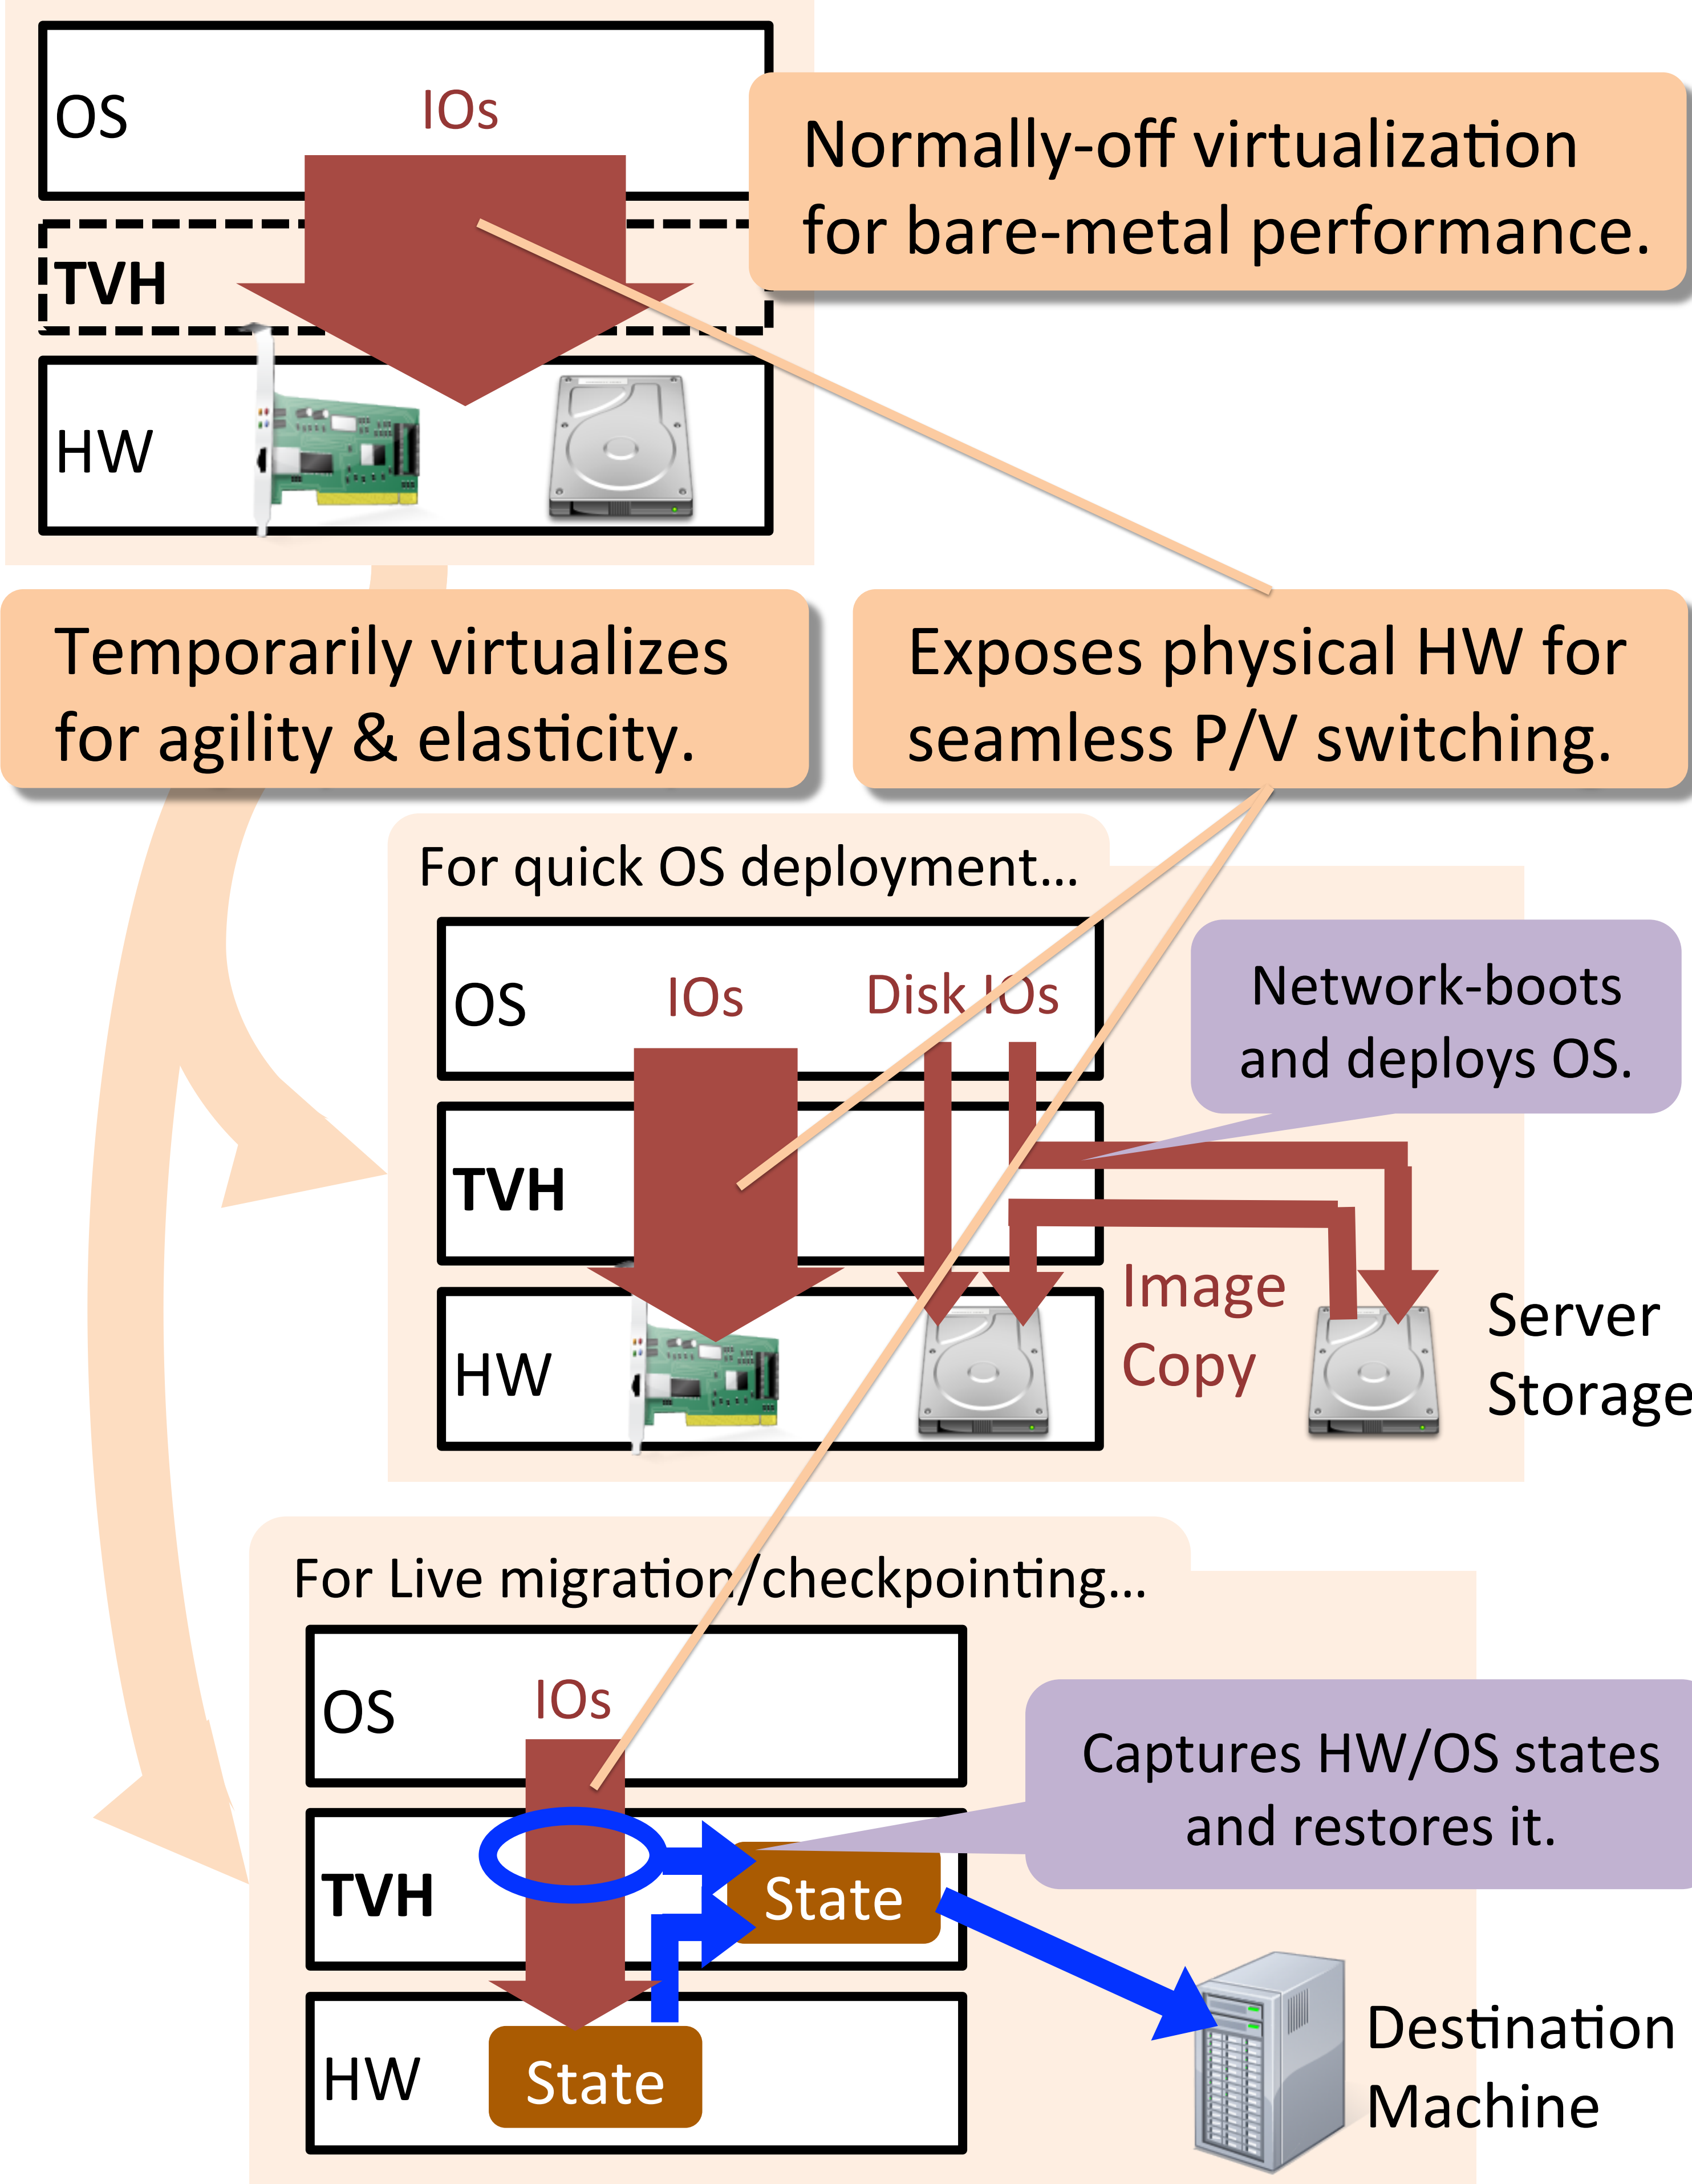 OS
IOs
Normally-off virtualization
for bare-metal performance.
TVH
HW
Temporarily virtualizes
for agility & elasticity.
Exposes physical HW for
seamless P/V switching.
For quick OS deployment...
OS
IOs
Disk IOs
Network-boots
and deploys OS.
TVH
Image
Copy
HW
Server
Storage
For Live migration/checkpointing...
OS
IOs
Captures HW/OS states
and restores it.
TVH
State
HW
State
Destination
Machine